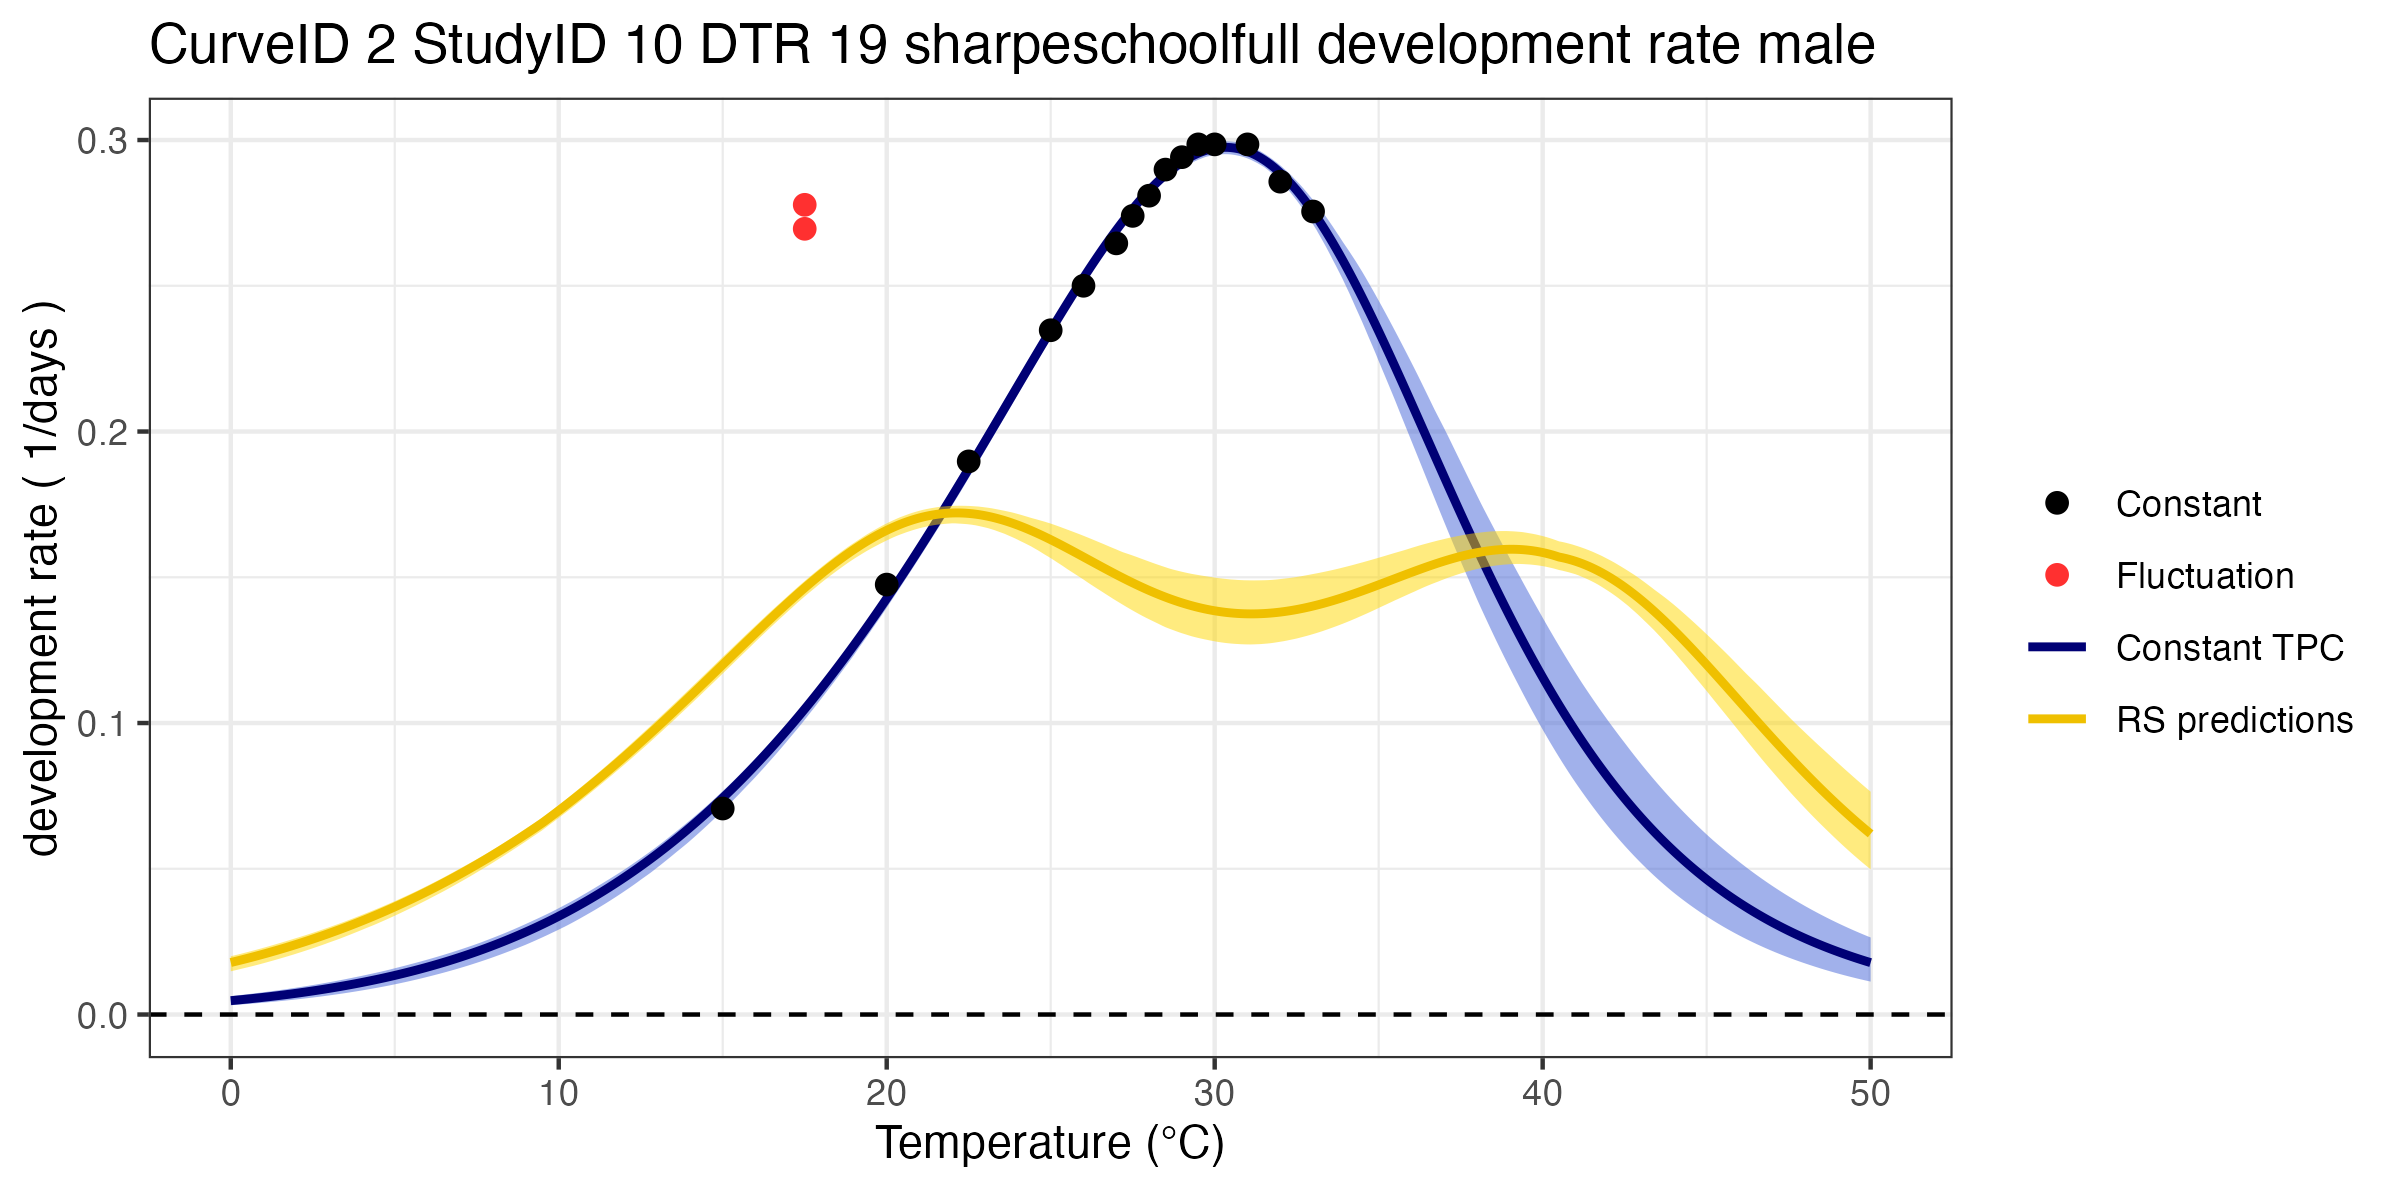 CurveID 2 StudyID 10 DTR 19 sharpeschoolfull development rate male
development rate ( 1/days )
0.3
0.2
0.1
0.0
0 10 20 30 40 50
Temperature (°C)
Constant
Fluctuation
Constant TPC
RS predictions